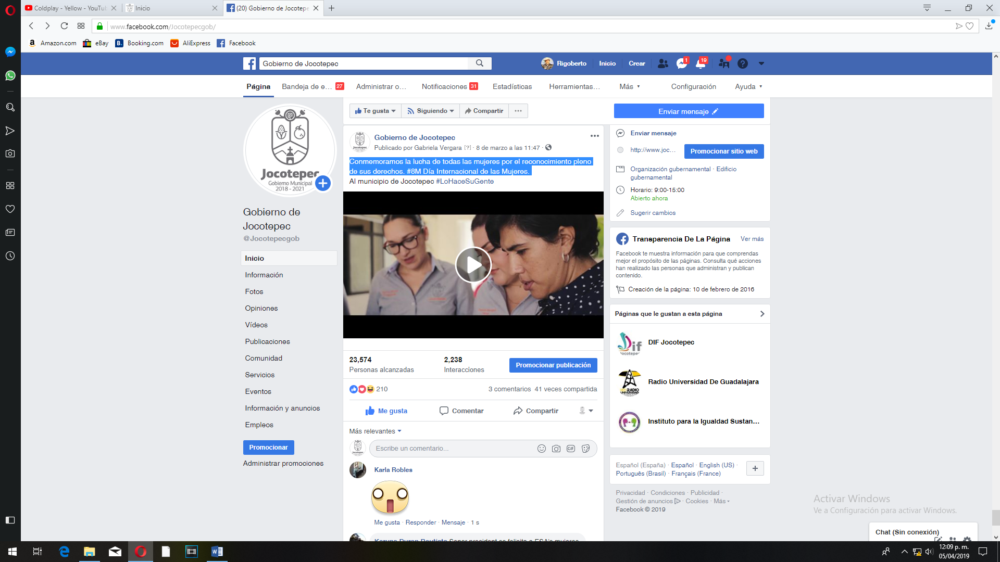 Coldplay - Yellow - YouTu
Inicio
(20) Gobierno de Jocotepe
www.facebook.com/Jocotepecgob/
Amazon.com
eBay
Booking.com
AliExpress
Facebook
Gobierno de Jocotepec
Rigoberto
Inicio
Crear
1
19
Página
Bandeja de e… 27
Administrar o…
Notificaciones 31
Estadísticas
Herramientas…
Más
Configuración
Ayuda
Jocotepec
Gobierno Municipal
2018 - 2021
Gobierno de
Jocotepec
@Jocotepecgob
Inicio
Información
Fotos
Opiniones
Vídeos
Publicaciones
Comunidad
Servicios
Eventos
Información y anuncios
Empleos
Promocionar
Administrar promociones
Te gusta
Siguiendo
Compartir
Enviar mensaje
Gobierno de Jocotepec
Publicado por Gabriela Vergara [?] · 8 de marzo a las 11:47 ·
Conmemoramos la lucha de todas las mujeres por el reconocimiento pleno
de sus derechos. #8M Día Internacional de las Mujeres.
Al municipio de Jocotepec #LoHaceSuGente
23,574
Personas alcanzadas
2,238
Interacciones
Promocionar publicación
210
3 comentarios 41 veces compartida
Me gusta
Comentar
Compartir
Más relevantes
Escribe un comentario...
GIF
Karla Robles
Me gusta · Responder · Mensaje · 1 s
Karyna Duran Bautista Senor president se felicito a ESA's mujeres
Enviar mensaje
http://www.joc…
Promocionar sitio web
Organización gubernamental · Edificio
gubernamental
Horario: 9:00-15:00
Abierto ahora
Sugerir cambios
Transparencia De La Página
Ver más
Facebook te muestra información para que comprendas
mejor el propósito de las páginas. Consulta qué acciones
han realizado las personas que administran y publican
contenido.
Creación de la página: 10 de febrero de 2016
Páginas que le gustan a esta página
DIF Jocotepec
Radio Universidad De Guadalajara
Instituto para la Igualdad Sustan…
Español (España) · Español · English (US) ·
Português (Brasil) · Français (France)
Privacidad · Condiciones · Publicidad ·
Gestión de anuncios · Cookies · Más
Facebook © 2019
Activar Windows
Ve a Configuración para activar Windows.
Chat (Sin conexión)
12:09 p. m.
05/04/2019